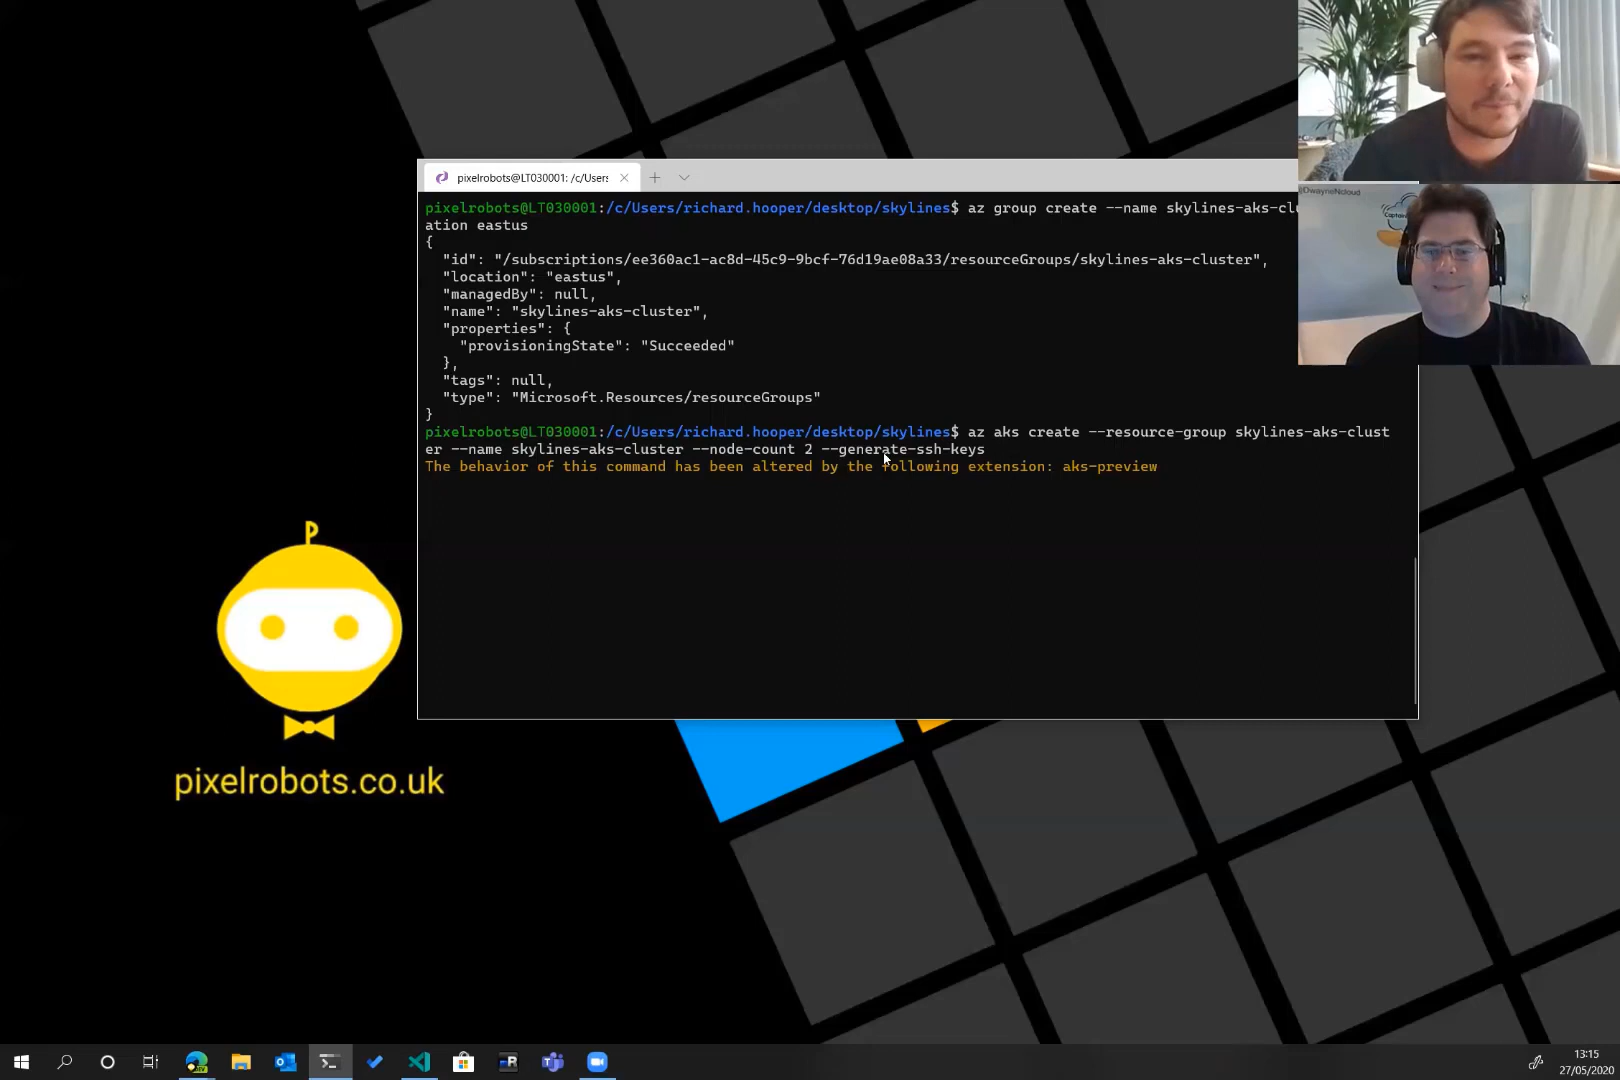 @DwayneNcloud
Captain
pixelrobots@LT030001: /c/Users
pixelrobots@LT030001:/c/Users/richard.hooper/desktop/skylines$ az group create --name skylines-aks-clu
ation eastus
{
"id": "/subscriptions/ee360ac1-ac8d-45c9-9bcf-76d19ae08a33/resourceGroups/skylines-aks-cluster",
"location": "eastus",
"managedBy": null,
"name": "skylines-aks-cluster",
"properties": {
"provisioningState": "Succeeded"
},
"tags": null,
"type": "Microsoft.Resources/resourceGroups"
}
pixelrobots@LT030001:/c/Users/richard.hooper/desktop/skylines$ az aks create --resource-group skylines-aks-clust
er --name skylines-aks-cluster --node-count 2 --generate-ssh-keys
The behavior of this command has been altered by the following extension: aks-preview
pixelrobots.co.uk
DEV
R
13:15
27/05/2020